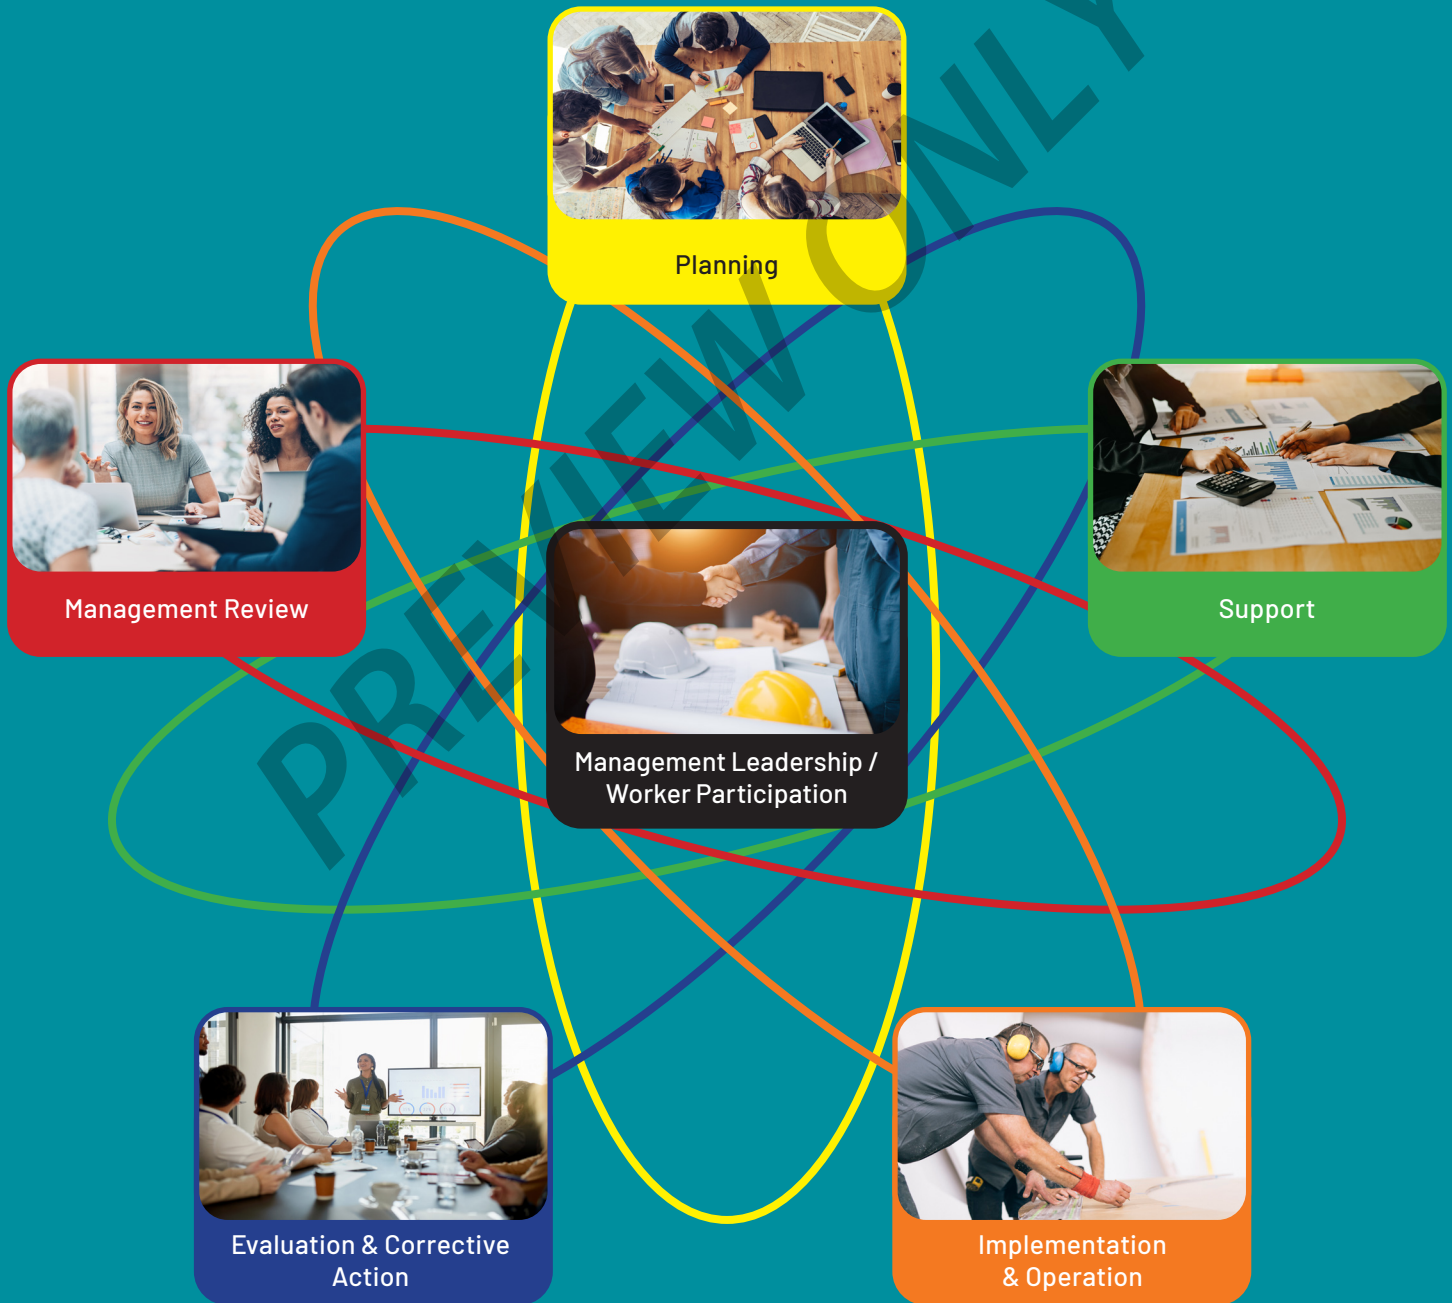 Planning
Management Review
Support
Management Leadership /
Worker Participation
Evaluation & Corrective
Action
Implementation
& Operation
PREVIEW ONLY